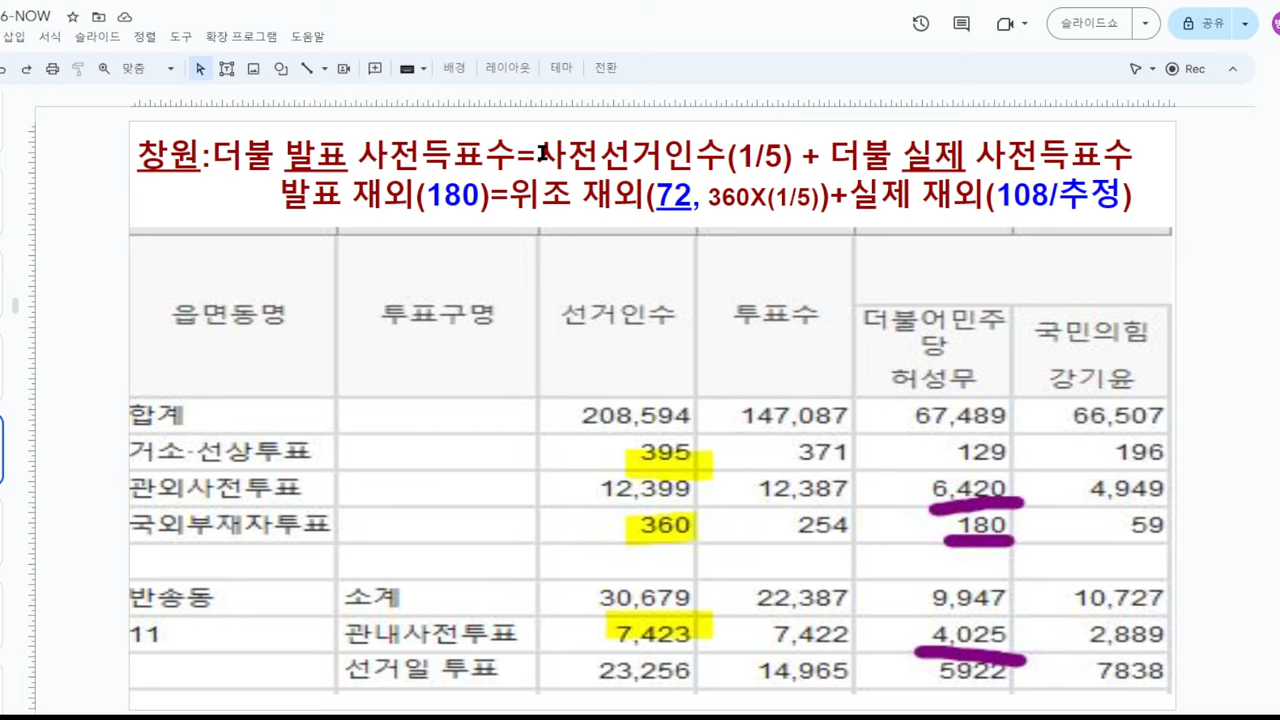 6-NOW
삽입 서식 슬라이드 정렬 도구 확장 프로그램 도움말
슬라이드쇼 공유
맞춤 배경 레이아웃 테마 전환 Rec
창원:더불 발표 사전득표수=사전선거인수(1/5) + 더불 실제 사전득표수
발표 재외(180)=위조 재외(72, 360X(1/5))+실제 재외(108/추정)
읍면동명 투표구명 선거인수 투표수 더불어민주당 허성무 국민의힘 강기윤
합계 208,594 147,087 67,489 66,507
거소·선상투표 395 371 129 196
관외사전투표 12,399 12,387 6,420 4,949
국외부재자투표 360 254 180 59
반송동 소계 30,679 22,387 9,947 10,727
11 관내사전투표 7,423 7,422 4,025 2,889
선거일 투표 23,256 14,965 5922 7838